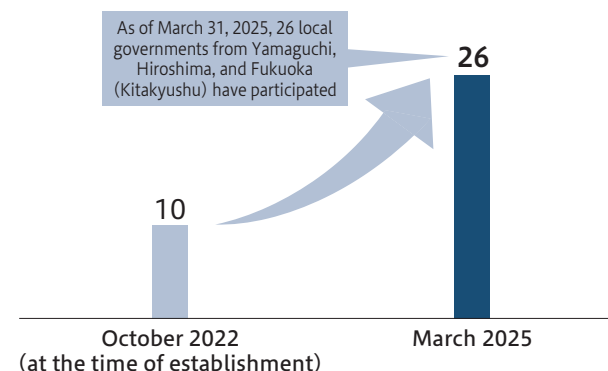 As of March 31, 2025, 26 local
governments from Yamaguchi,
Hiroshima, and Fukuoka
(Kitakyushu) have participated
26
10
October 2022
(at the time of establishment)
March 2025